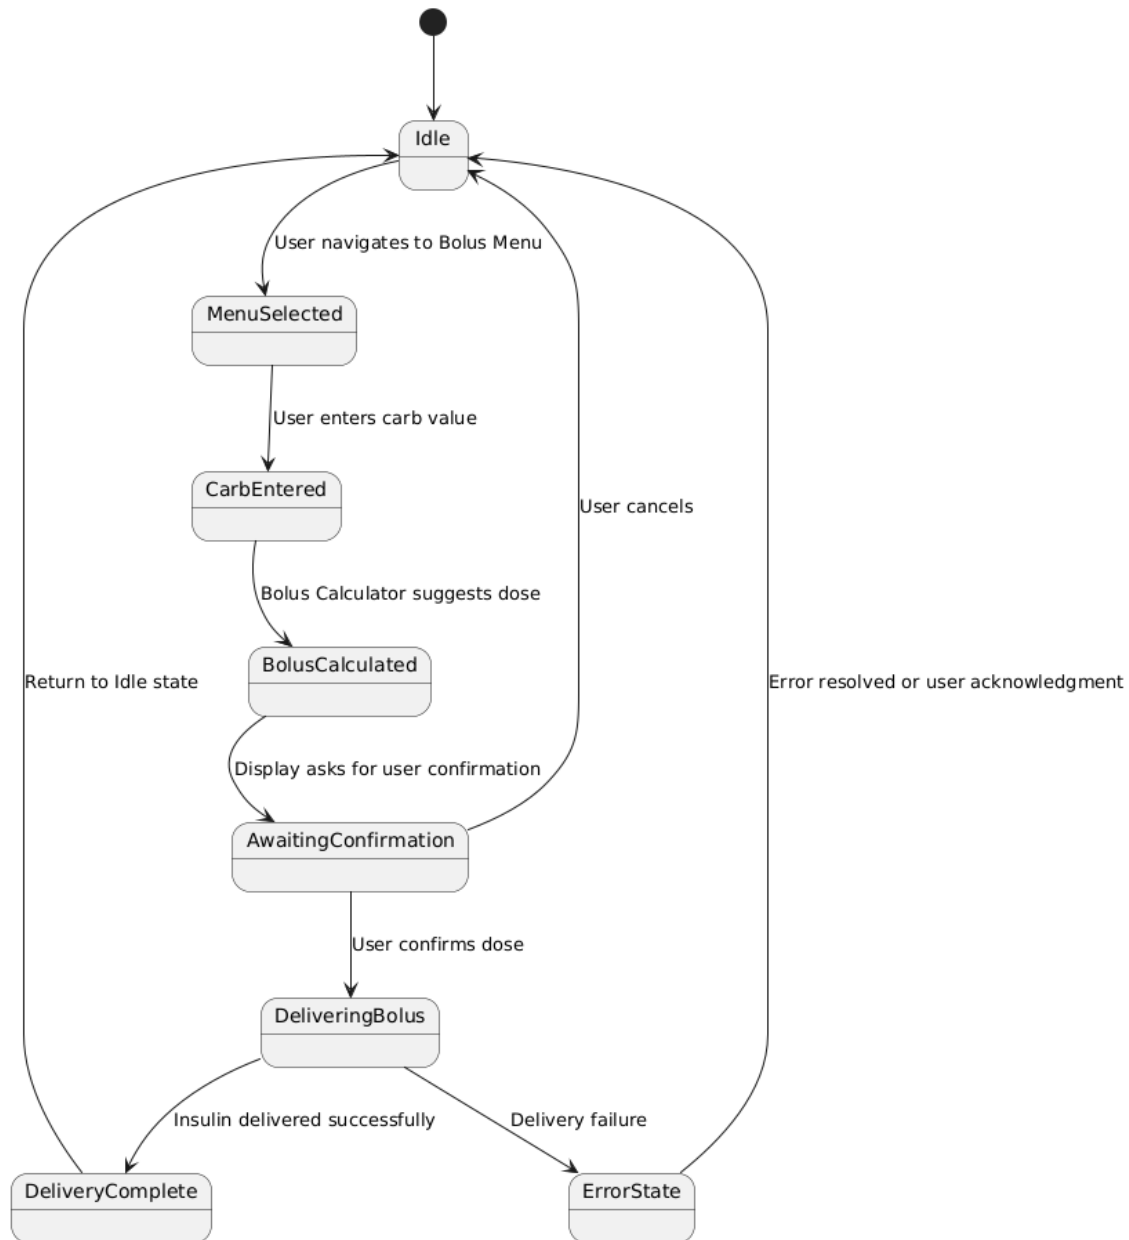 Idle
User navigates to Bolus Menu
MenuSelected
User enters carb value
CarbEntered
User cancels
Bolus Calculator suggests dose
BolusCalculated
Return to Idle state
Error resolved or user acknowledgment
Display asks for user confirmation
AwaitingConfirmation
User confirms dose
DeliveringBolus
Insulin delivered successfully
Delivery failure
DeliveryComplete
ErrorState